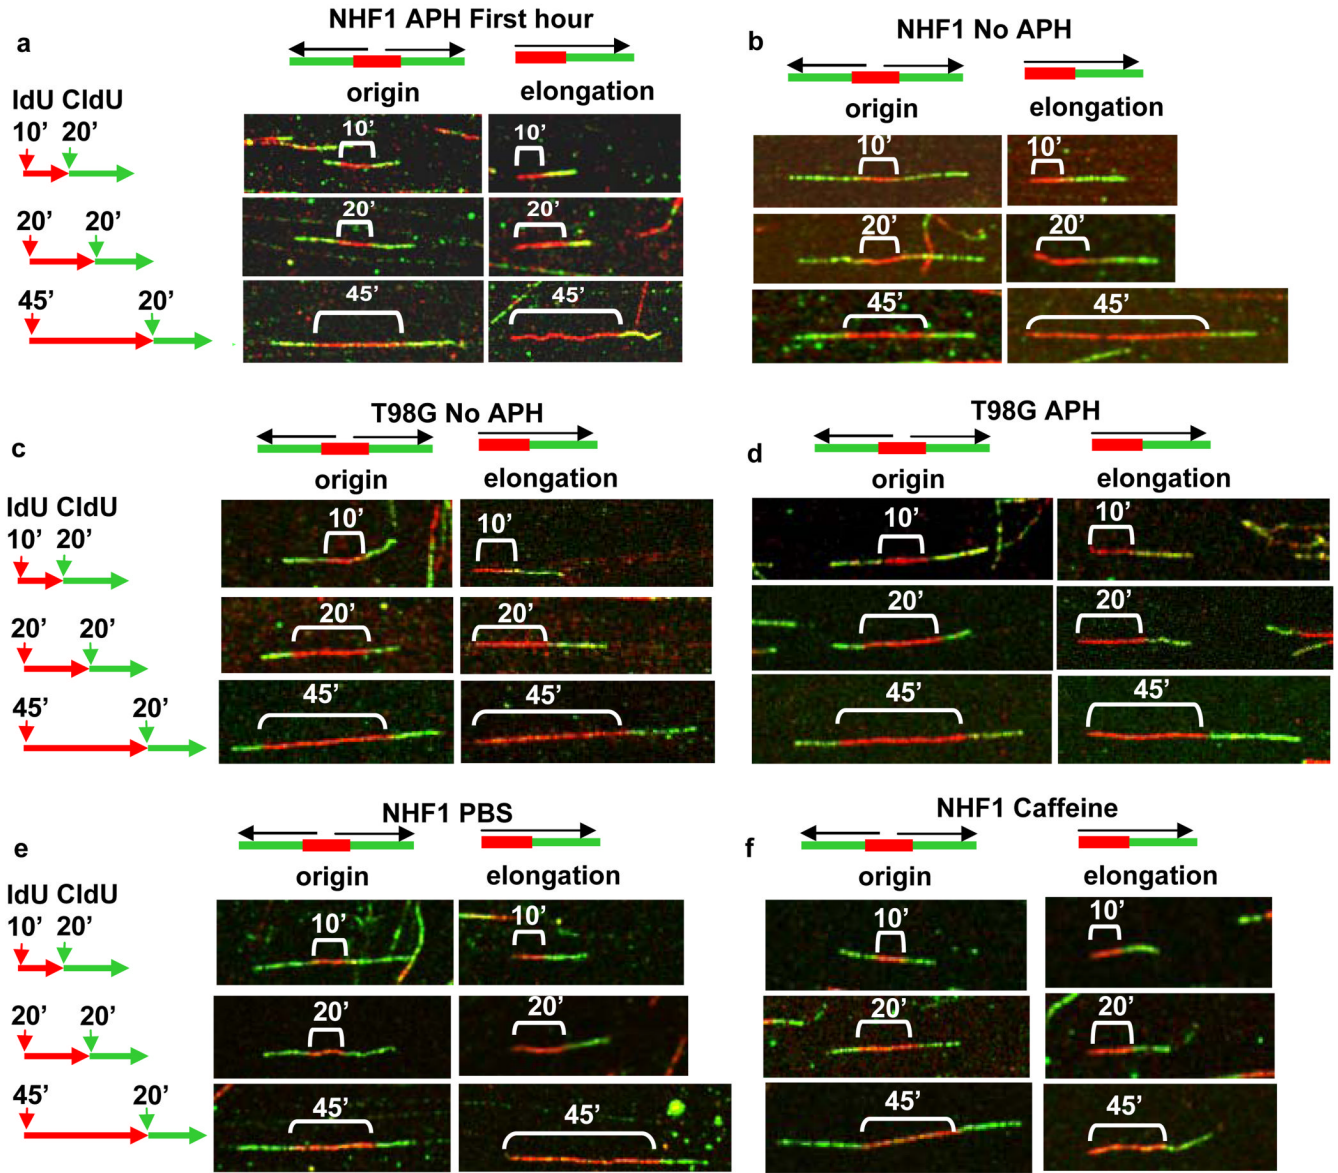 a
NHF1 APH First hour
origin
elongation
IdU CldU
10’ 20’
20’ 20’
45’ 20’
10’
10’
20’
20’
45’
45’
b
NHF1 No APH
origin
elongation
10’
10’
20’
20’
45’
45’
c
T98G No APH
origin
elongation
IdU CldU
10’ 20’
20’ 20’
45’ 20’
10’
10’
20’
20’
45’
45’
d
T98G APH
origin
elongation
10’
10’
20’
20’
45’
45’
e
NHF1 PBS
origin
elongation
IdU CldU
10’ 20’
20’ 20’
45’ 20’
10’
10’
20’
20’
45’
45’
f
NHF1 Caffeine
origin
elongation
10’
10’
20’
20’
45’
45’